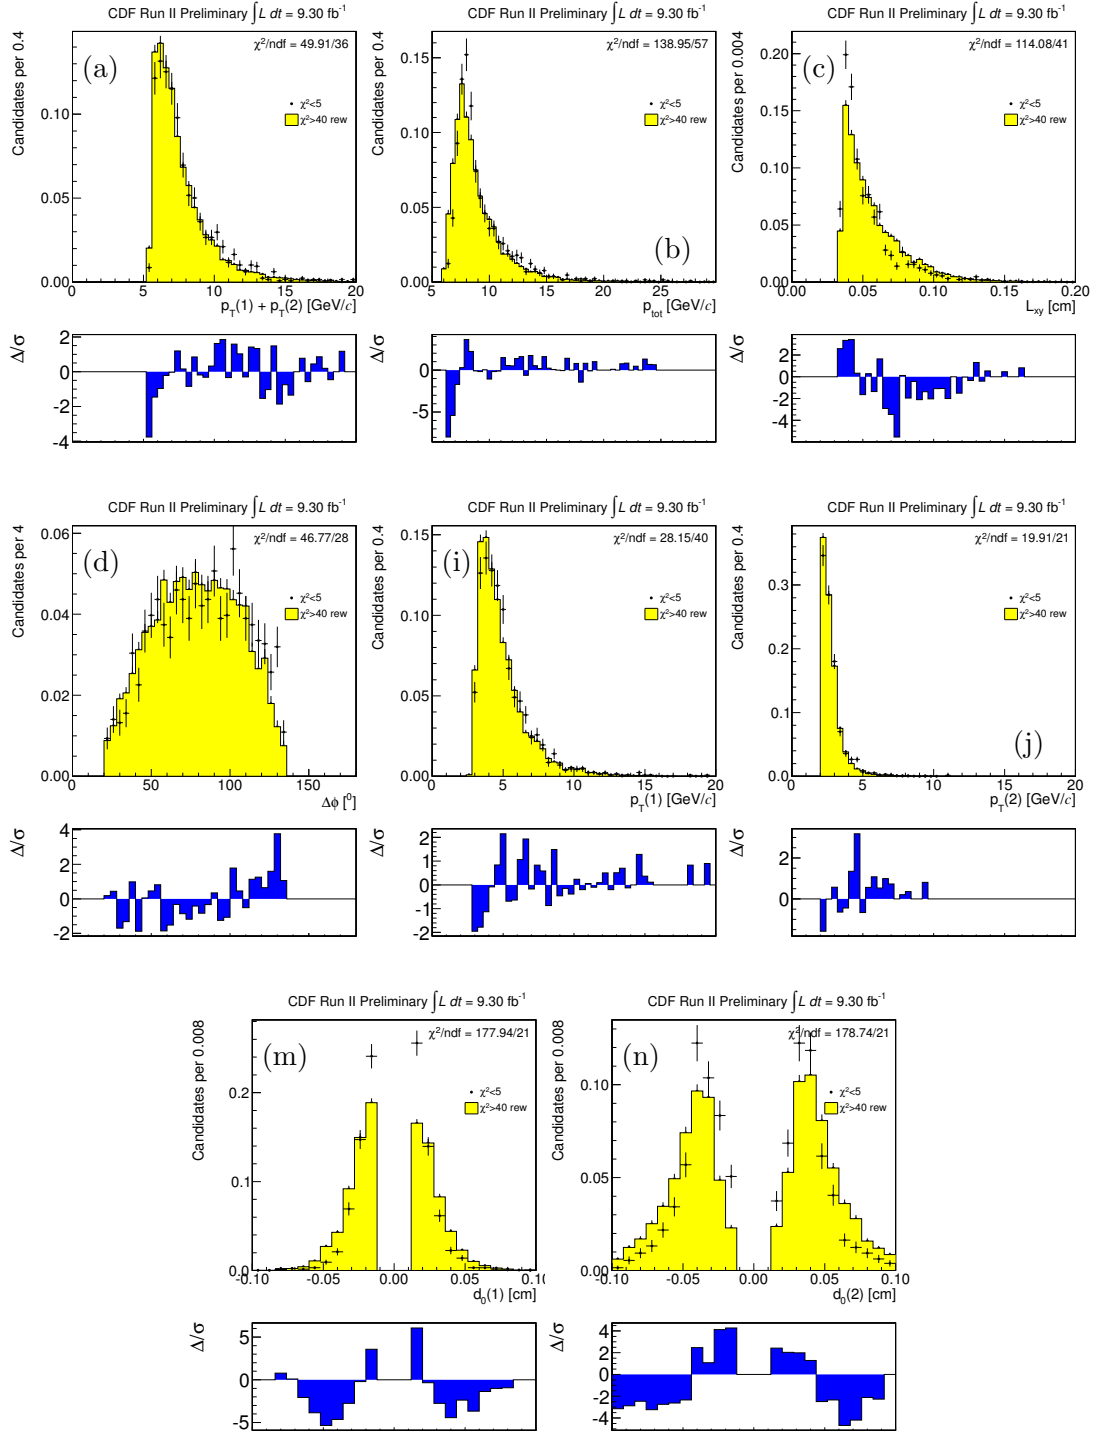 CDF Run II Preliminary ∫L dt = 9.30 fb⁻¹
(a)
χ²/ndf = 49.91/36
χ²<5
χ²>40 rew
Candidates per 0.4
0.10
0.05
0.00
0 5 10 15 20
p_T(1) + p_T(2) [GeV/c]
Δ/σ
2
0
-2
-4
CDF Run II Preliminary ∫L dt = 9.30 fb⁻¹
χ²/ndf = 138.95/57
χ²<5
χ²>40 rew
(b)
Candidates per 0.4
0.15
0.10
0.05
0.00
5 10 15 20 25
p_tot [GeV/c]
Δ/σ
0
-5
CDF Run II Preliminary ∫L dt = 9.30 fb⁻¹
(c)
χ²/ndf = 114.08/41
χ²<5
χ²>40 rew
Candidates per 0.004
0.20
0.15
0.10
0.05
0.00
0.00 0.05 0.10 0.15 0.20
L_xy [cm]
Δ/σ
2
0
-2
-4
CDF Run II Preliminary ∫L dt = 9.30 fb⁻¹
(d)
χ²/ndf = 46.77/28
χ²<5
χ²>40 rew
Candidates per 4
0.06
0.04
0.02
0.00
0 50 100 150
Δϕ [⁰]
Δ/σ
4
2
0
-2
CDF Run II Preliminary ∫L dt = 9.30 fb⁻¹
(i)
χ²/ndf = 28.15/40
χ²<5
χ²>40 rew
Candidates per 0.4
0.15
0.10
0.05
0.00
0 5 10 15 20
p_T(1) [GeV/c]
Δ/σ
2
1
0
-1
-2
CDF Run II Preliminary ∫L dt = 9.30 fb⁻¹
χ²/ndf = 19.91/21
χ²<5
χ²>40 rew
(j)
Candidates per 0.4
0.3
0.2
0.1
0.0
0 5 10 15 20
p_T(2) [GeV/c]
Δ/σ
2
0
CDF Run II Preliminary ∫L dt = 9.30 fb⁻¹
(m)
χ²/ndf = 177.94/21
χ²<5
χ²>40 rew
Candidates per 0.008
0.2
0.1
0.0
-0.10 -0.05 0.00 0.05 0.10
d₀(1) [cm]
Δ/σ
5
0
-5
CDF Run II Preliminary ∫L dt = 9.30 fb⁻¹
(n)
χ²/ndf = 178.74/21
χ²<5
χ²>40 rew
Candidates per 0.008
0.10
0.05
0.00
-0.10 -0.05 0.00 0.05 0.10
d₀(2) [cm]
Δ/σ
4
2
0
-2
-4